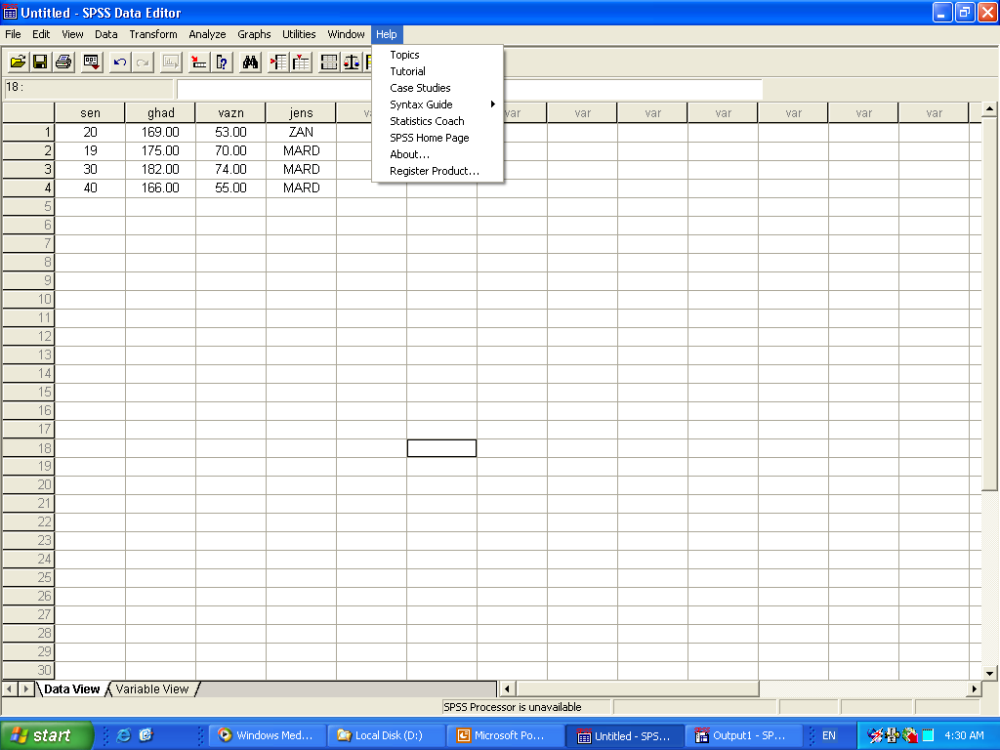 Untitled - SPSS Data Editor
File Edit View Data Transform Analyze Graphs Utilities Window Help
Topics
Tutorial
Case Studies
Syntax Guide
Statistics Coach
SPSS Home Page
About...
Register Product...
18 :
sen ghad vazn jens var var var var var var var
1 20 169.00 53.00 ZAN
2 19 175.00 70.00 MARD
3 30 182.00 74.00 MARD
4 40 166.00 55.00 MARD
5
6
7
8
9
10
11
12
13
14
15
16
17
18
19
20
21
22
23
24
25
26
27
28
29
30
Data View Variable View
SPSS Processor is unavailable
start Windows Med... Local Disk (D:) Microsoft Po... Untitled - SPS... Output1 - SP... EN 4:30 AM